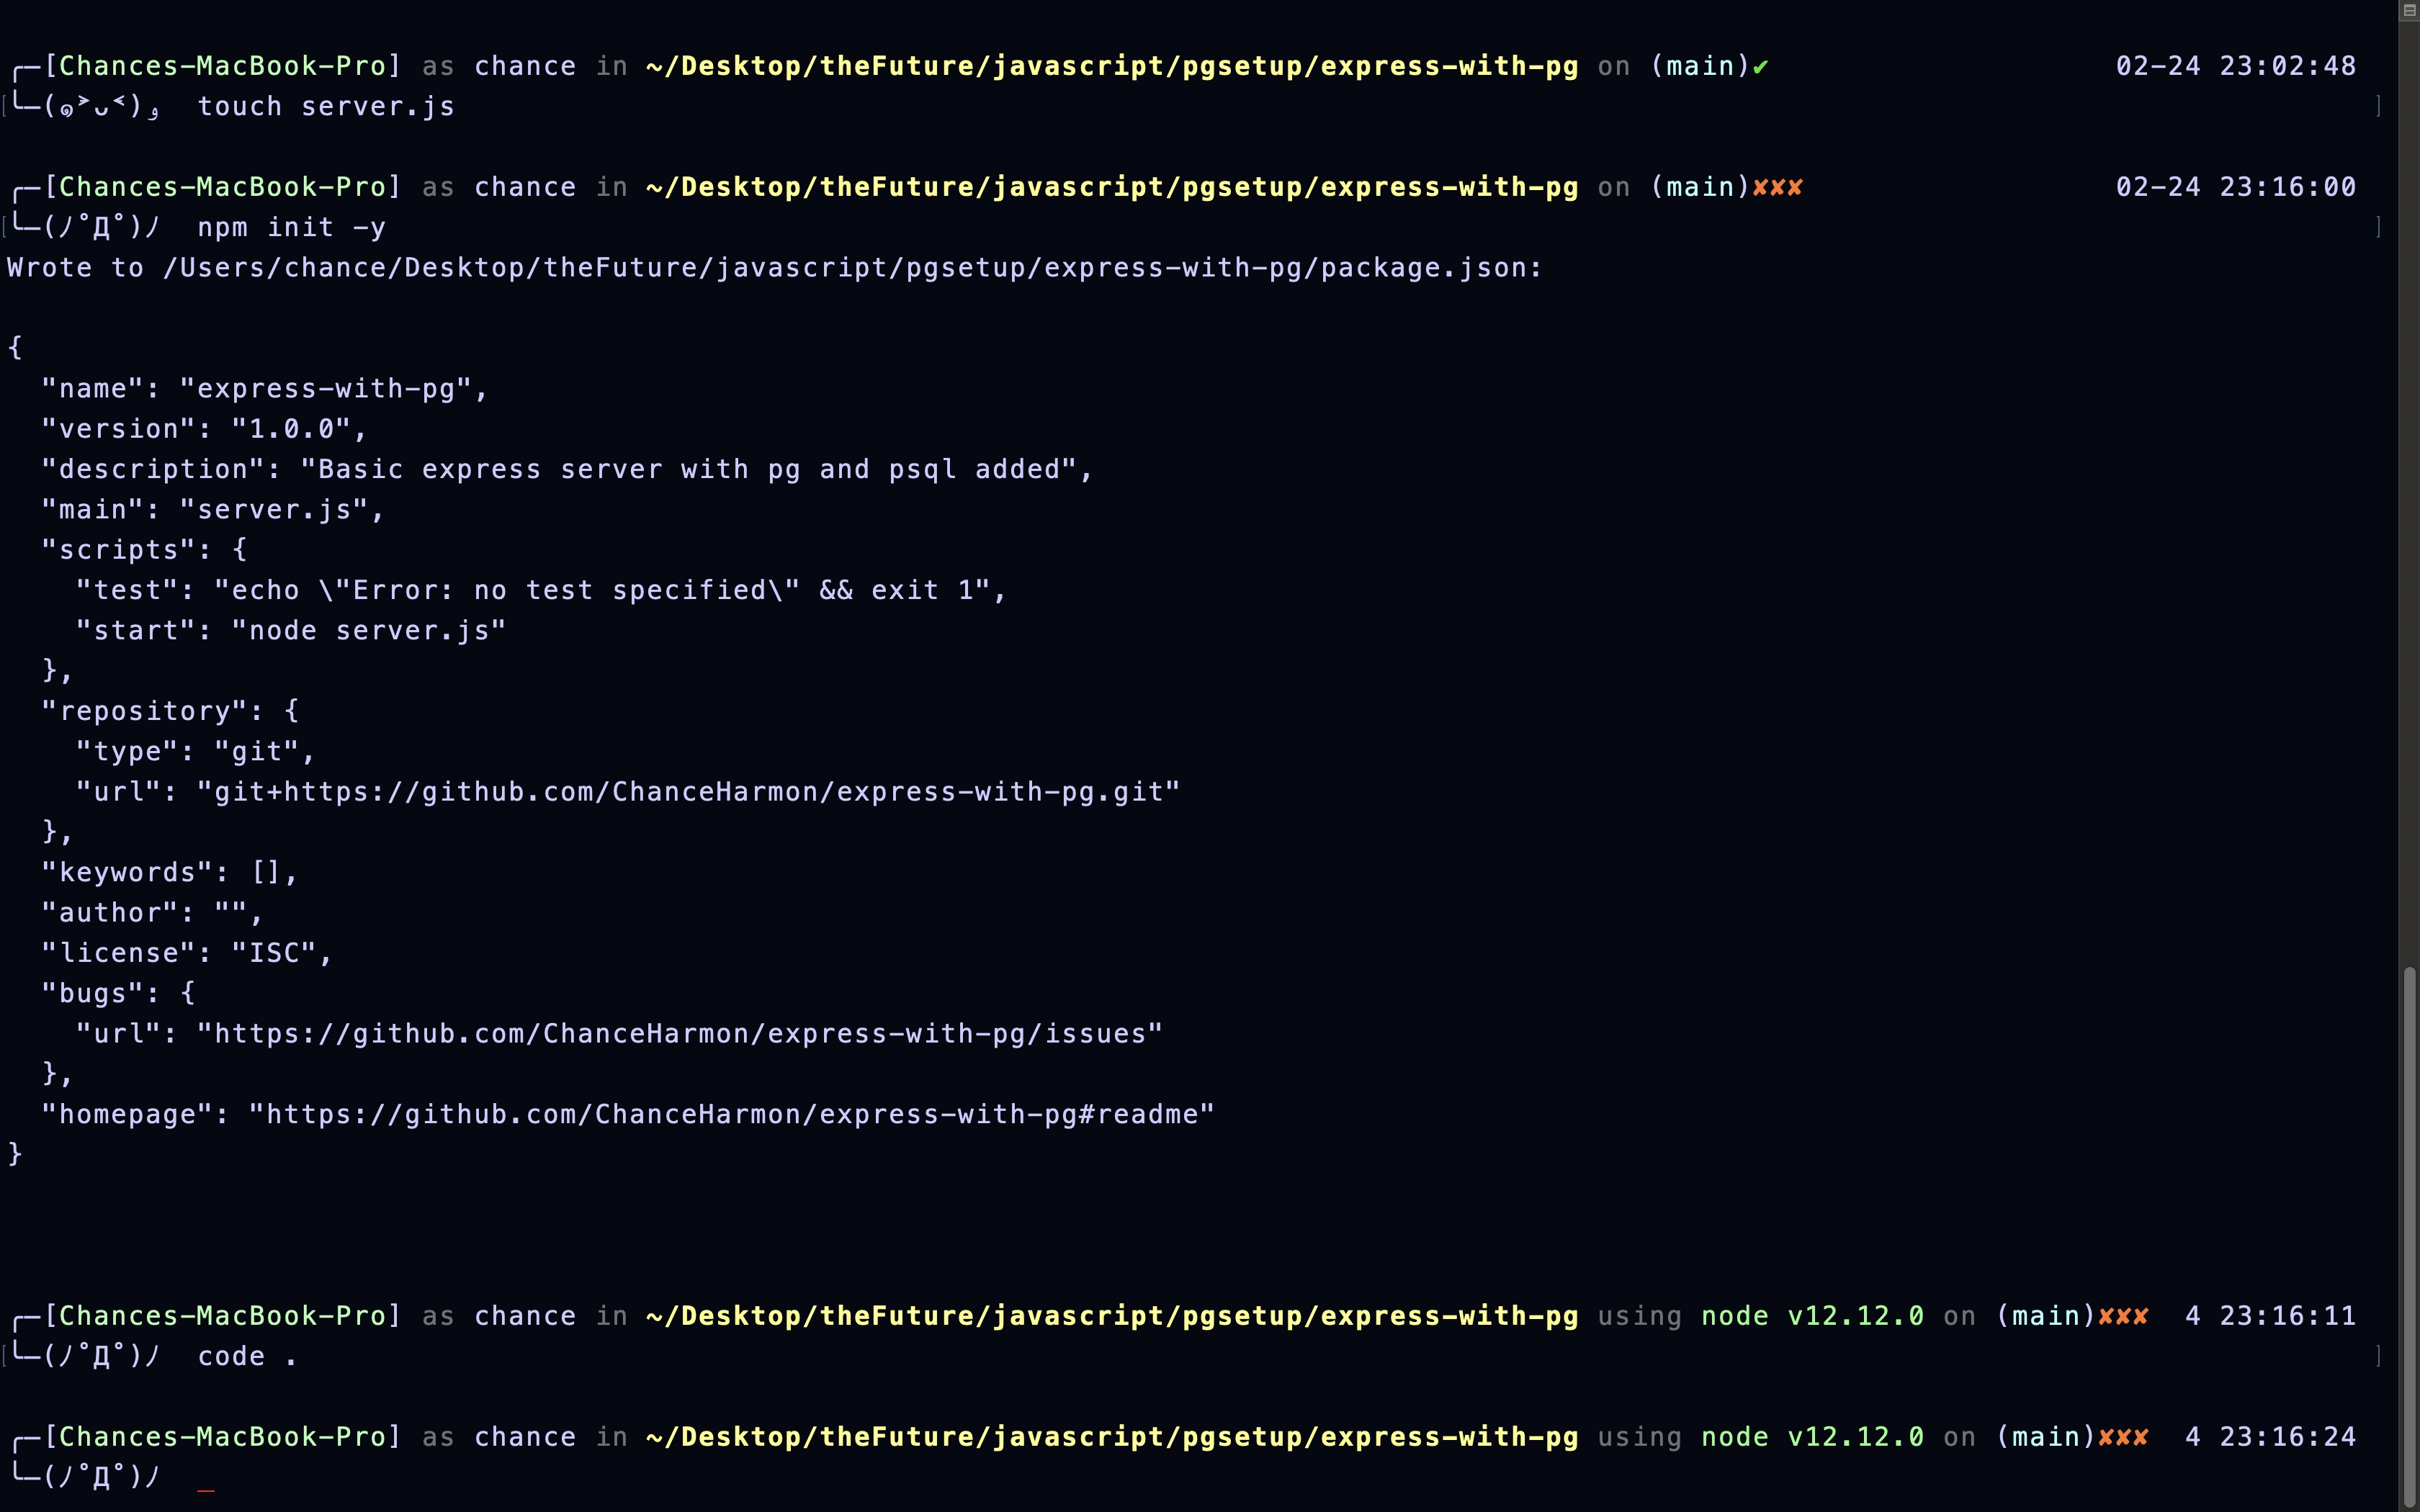 ╭─[Chances-MacBook-Pro] as chance in ~/Desktop/theFuture/javascript/pgsetup/express-with-pg on (main)✔ 02-24 23:02:48
╰─(๑˃ᴗ˂)ﻭ touch server.js
╭─[Chances-MacBook-Pro] as chance in ~/Desktop/theFuture/javascript/pgsetup/express-with-pg on (main)✘✘✘ 02-24 23:16:00
╰─(ノ˚Д˚)ノ npm init -y
Wrote to /Users/chance/Desktop/theFuture/javascript/pgsetup/express-with-pg/package.json:
{
  "name": "express-with-pg",
  "version": "1.0.0",
  "description": "Basic express server with pg and psql added",
  "main": "server.js",
  "scripts": {
    "test": "echo \"Error: no test specified\" && exit 1",
    "start": "node server.js"
  },
  "repository": {
    "type": "git",
    "url": "git+https://github.com/ChanceHarmon/express-with-pg.git"
  },
  "keywords": [],
  "author": "",
  "license": "ISC",
  "bugs": {
    "url": "https://github.com/ChanceHarmon/express-with-pg/issues"
  },
  "homepage": "https://github.com/ChanceHarmon/express-with-pg#readme"
}
╭─[Chances-MacBook-Pro] as chance in ~/Desktop/theFuture/javascript/pgsetup/express-with-pg using node v12.12.0 on (main)✘✘✘ 4 23:16:11
╰─(ノ˚Д˚)ノ code .
╭─[Chances-MacBook-Pro] as chance in ~/Desktop/theFuture/javascript/pgsetup/express-with-pg using node v12.12.0 on (main)✘✘✘ 4 23:16:24
╰─(ノ˚Д˚)ノ _